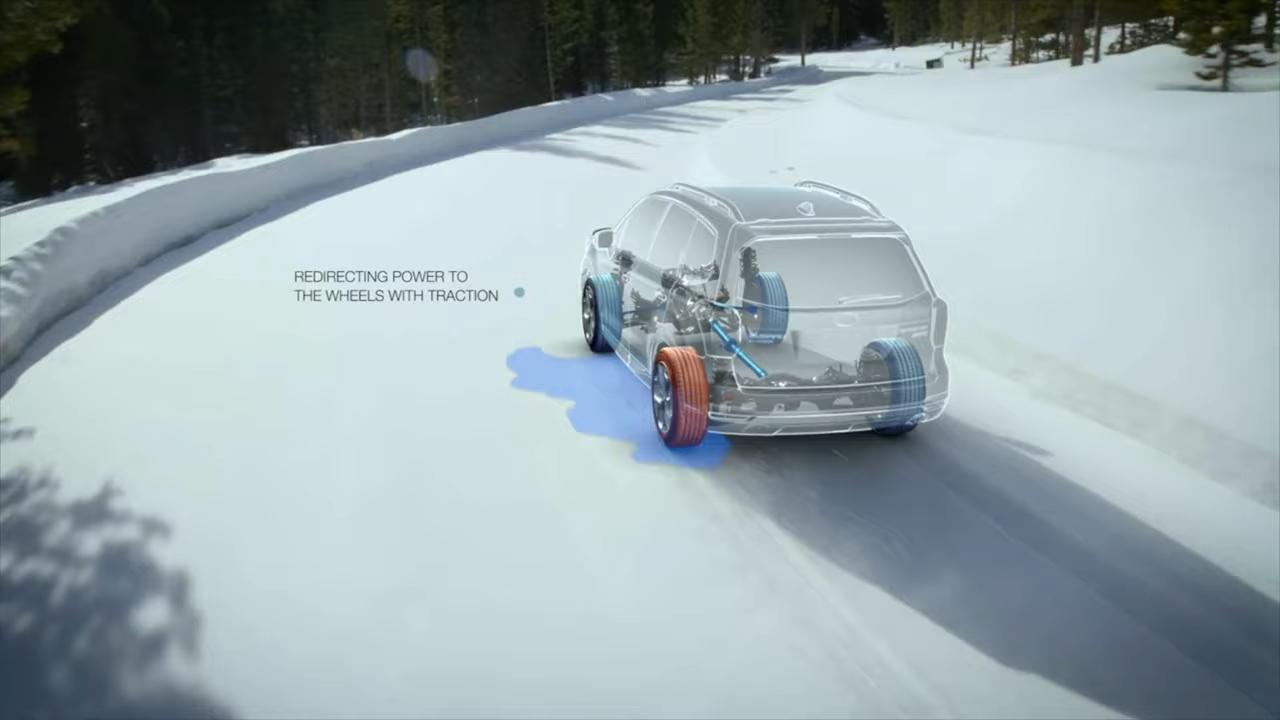 REDIRECTING POWER TO
THE WHEELS WITH TRACTION